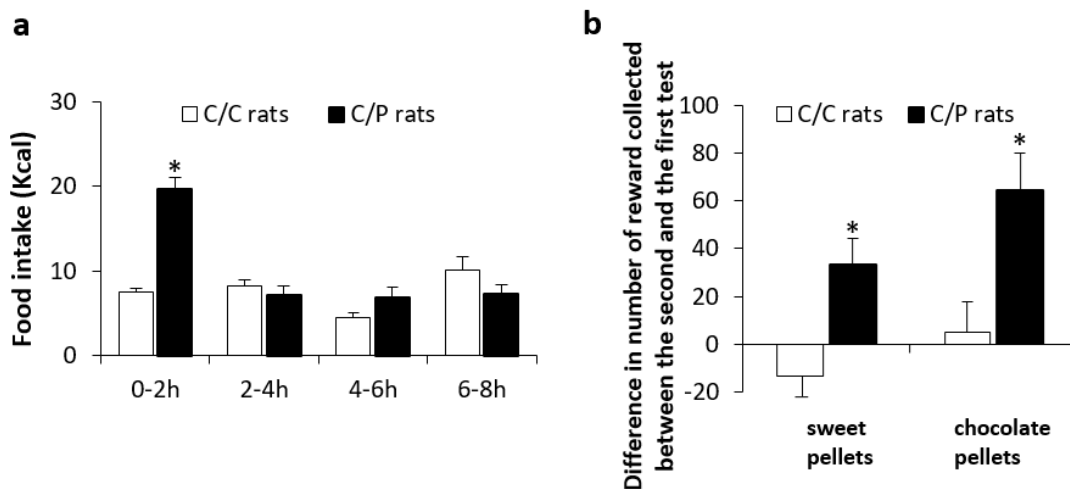 a
Food intake (Kcal)
30
20
10
0
C/C rats C/P rats
*
0-2h 2-4h 4-6h 6-8h
b
Difference in number of reward collected
between the second and the first test
100
80
60
40
20
0
-20
C/C rats C/P rats
*
*
sweet
pellets
chocolate
pellets